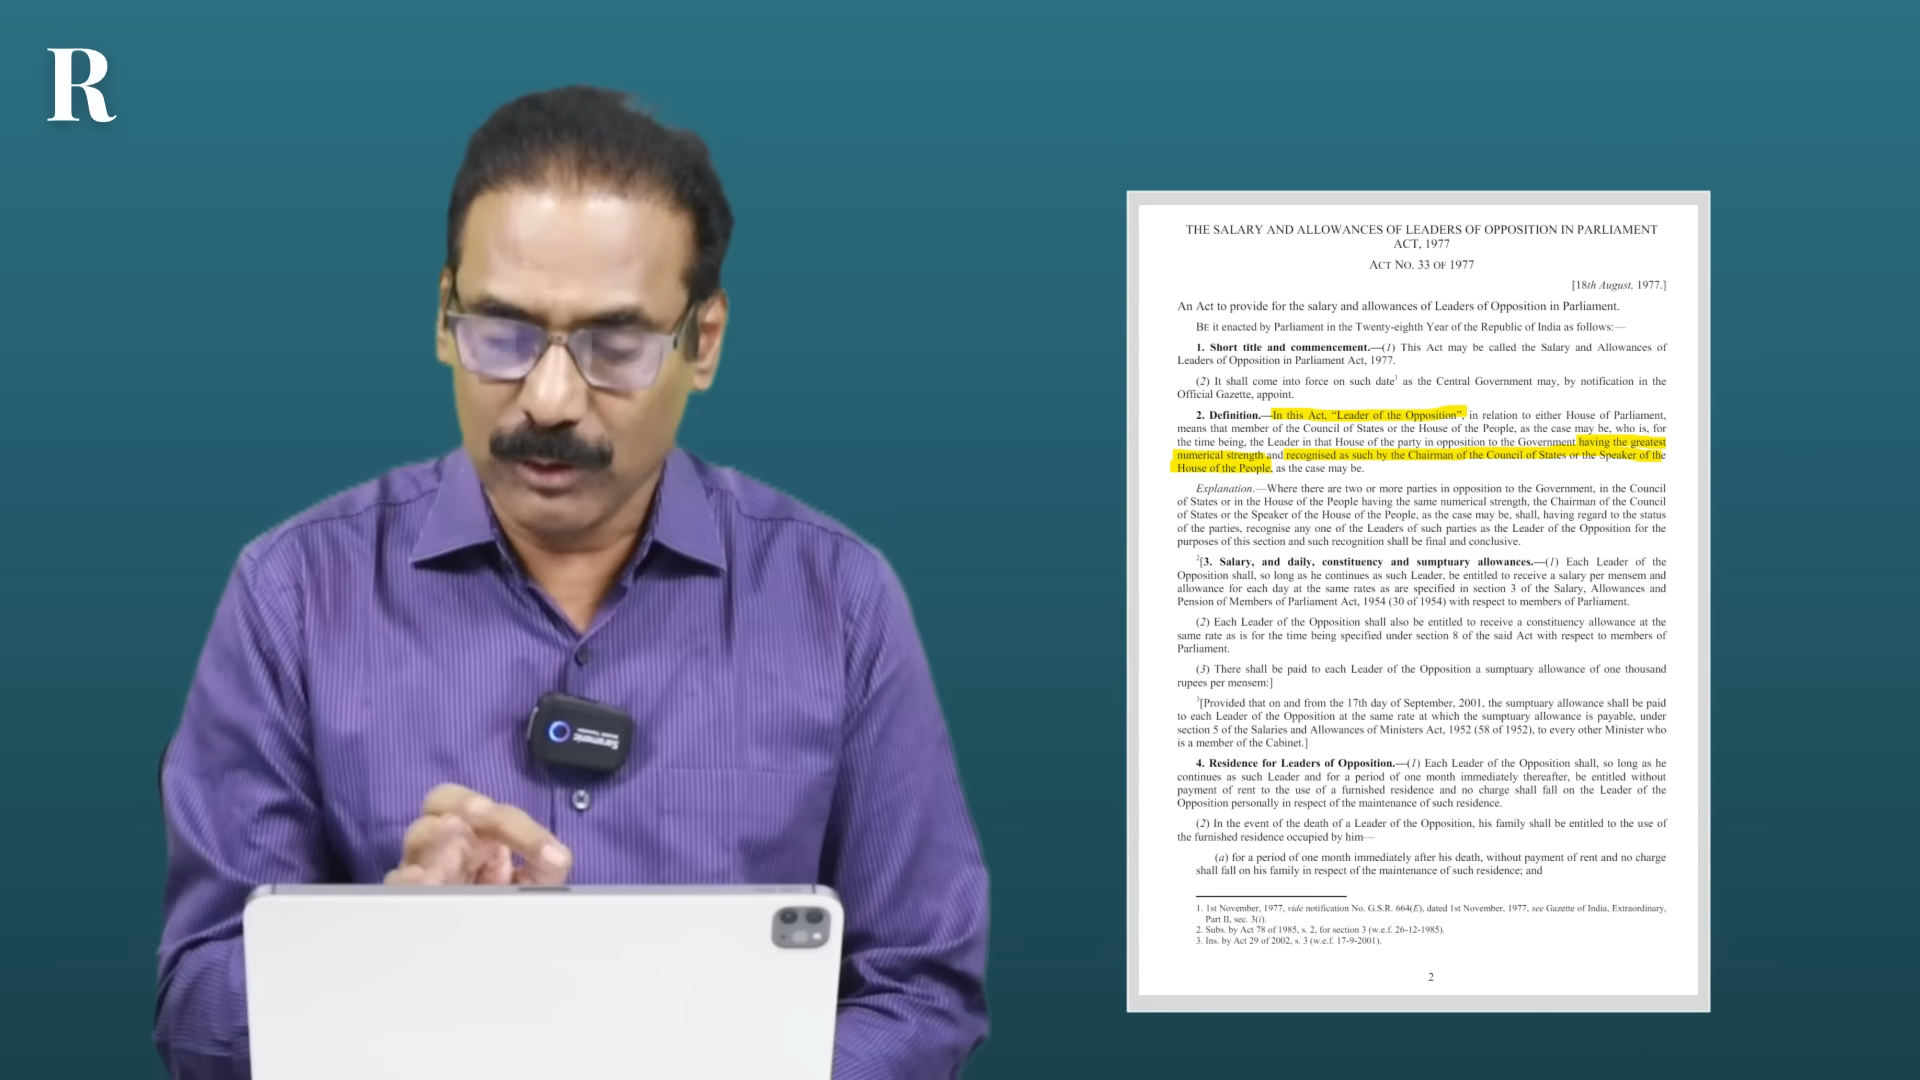 R
THE SALARY AND ALLOWANCES OF LEADERS OF OPPOSITION IN PARLIAMENT
ACT, 1977
ACT NO. 33 OF 1977
[18th August, 1977.]
An Act to provide for the salary and allowances of Leaders of Opposition in Parliament.
BE it enacted by Parliament in the Twenty-eighth Year of the Republic of India as follows:—
1. Short title and commencement.—(1) This Act may be called the Salary and Allowances of
Leaders of Opposition in Parliament Act, 1977.
(2) It shall come into force on such date1 as the Central Government may, by notification in the
Official Gazette, appoint.
2. Definition.—In this Act, “Leader of the Opposition”, in relation to either House of Parliament,
means that member of the Council of States or the House of the People, as the case may be, who is, for
the time being, the Leader in that House of the party in opposition to the Government having the greatest
numerical strength and recognised as such by the Chairman of the Council of States or the Speaker of the
House of the People, as the case may be.
Explanation.—Where there are two or more parties in opposition to the Government, in the Council
of States or in the House of the People having the same numerical strength, the Chairman of the Council
of States or the Speaker of the House of the People, as the case may be, shall, having regard to the status
of the parties, recognise any one of the Leaders of such parties as the Leader of the Opposition for the
purposes of this section and such recognition shall be final and conclusive.
2[3. Salary, and daily, constituency and sumptuary allowances.—(1) Each Leader of the
Opposition shall, so long as he continues as such Leader, be entitled to receive a salary per mensem and
allowance for each day at the same rates as are specified in section 3 of the Salary, Allowances and
Pension of Members of Parliament Act, 1954 (30 of 1954) with respect to members of Parliament.
(2) Each Leader of the Opposition shall also be entitled to receive a constituency allowance at the
same rate as is for the time being specified under section 8 of the said Act with respect to members of
Parliament.
(3) There shall be paid to each Leader of the Opposition a sumptuary allowance of one thousand
rupees per mensem:]
3[Provided that on and from the 17th day of September, 2001, the sumptuary allowance shall be paid
to each Leader of the Opposition at the same rate at which the sumptuary allowance is payable, under
section 5 of the Salaries and Allowances of Ministers Act, 1952 (58 of 1952), to every other Minister who
is a member of the Cabinet.]
4. Residence for Leaders of Opposition.—(1) Each Leader of the Opposition shall, so long as he
continues as such Leader and for a period of one month immediately thereafter, be entitled without
payment of rent to the use of a furnished residence and no charge shall fall on the Leader of the
Opposition personally in respect of the maintenance of such residence.
(2) In the event of the death of a Leader of the Opposition, his family shall be entitled to the use of
the furnished residence occupied by him—
(a) for a period of one month immediately after his death, without payment of rent and no charge
shall fall on his family in respect of the maintenance of such residence; and
1. 1st November, 1977, vide notification No. G.S.R. 664(E), dated 1st November, 1977, see Gazette of India, Extraordinary,
Part II, sec. 3(i).
2. Subs. by Act 78 of 1985, s. 2, for section 3 (w.e.f. 26-12-1985).
3. Ins. by Act 29 of 2002, s. 3 (w.e.f. 17-9-2001).
2
Saramonic